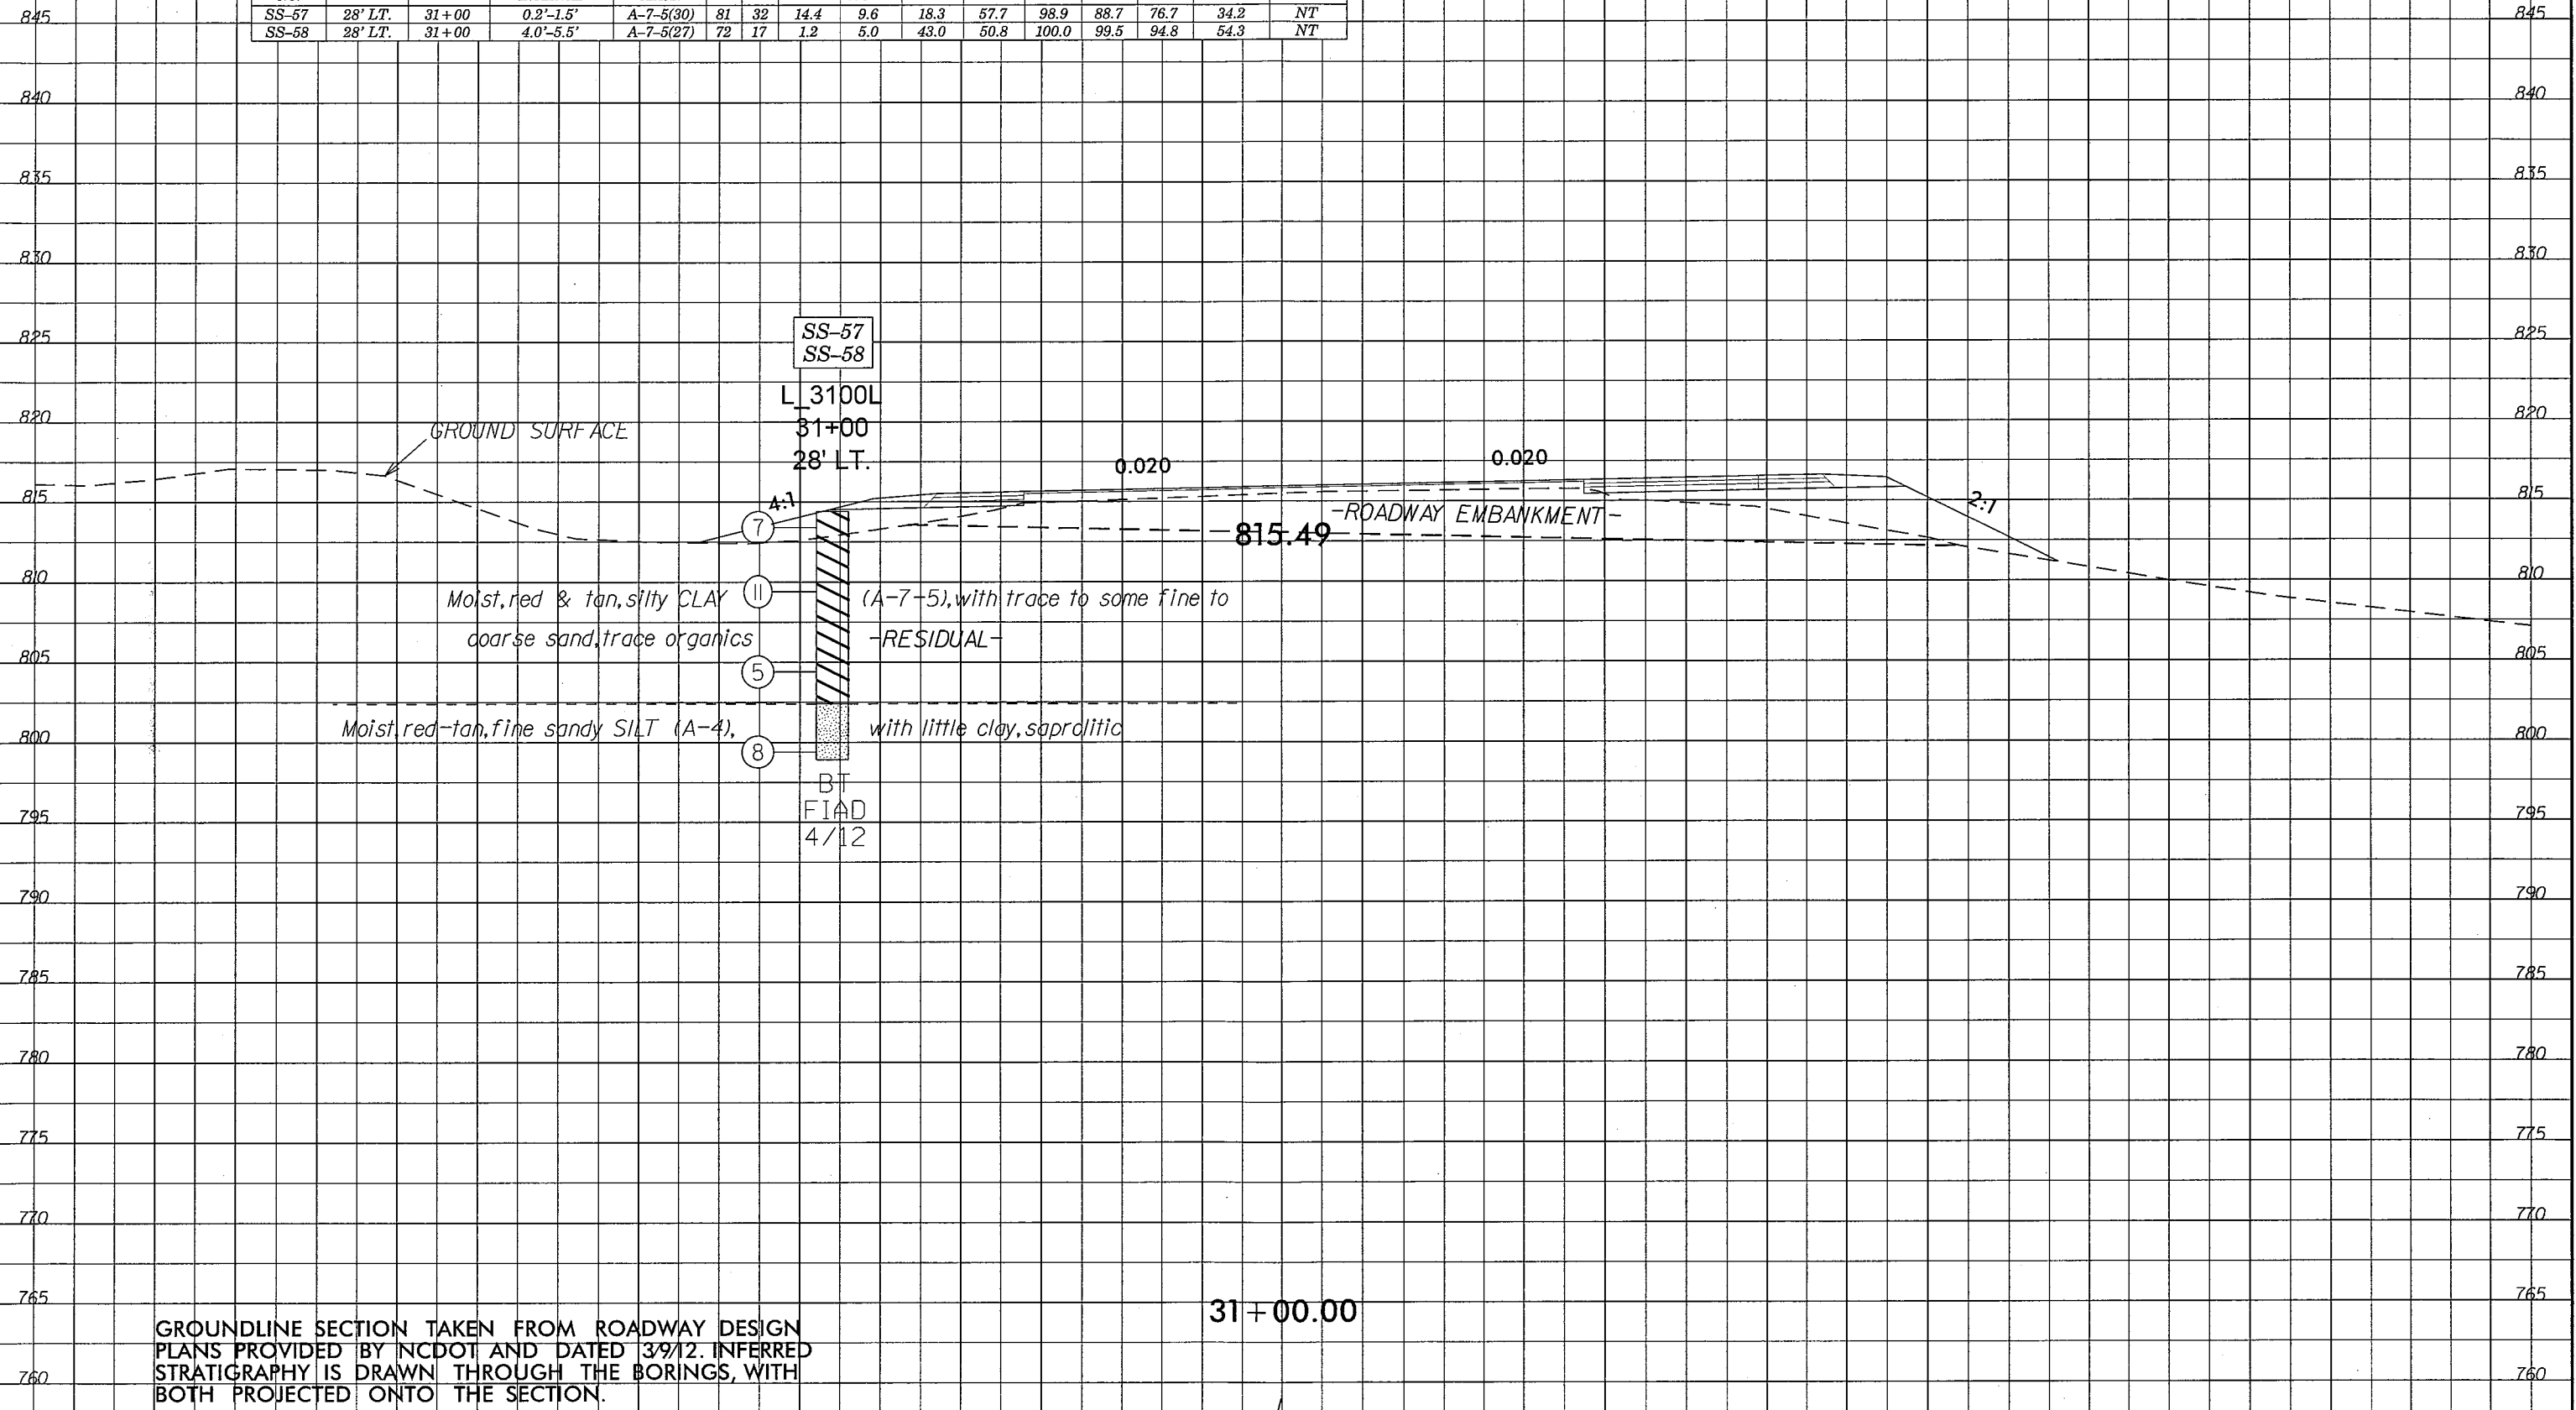 SS-57 28' LT. 31+00 0.2'-1.5' A-7-5(30) 81 32 14.4 9.6 18.3 57.7 98.9 88.7 76.7 34.2 NT
SS-58 28' LT. 31+00 4.0'-5.5' A-7-5(27) 72 17 1.2 5.0 43.0 50.8 100.0 99.5 94.8 54.3 NT
845 845
840 840
835 835
830 830
825 825
SS-57
SS-58
L_3100L
31+00
28' LT.
820 820
GROUND SURFACE
0.020 0.020
815 815
4:1 2:1
-ROADWAY EMBANKMENT-
7
815.49
810 810
Moist, red & tan, silty CLAY 11 (A-7-5), with trace to some fine to
coarse sand, trace organics -RESIDUAL-
805 805
5
Moist, red-tan, fine sandy SILT (A-4), with little clay, saprolitic
800 800
8
BT
FIAD
4/12
795 795
790 790
785 785
780 780
775 775
770 770
765 765
31+00.00
GROUNDLINE SECTION TAKEN FROM ROADWAY DESIGN
PLANS PROVIDED BY NCDOT AND DATED 3/9/12. INFERRED
STRATIGRAPHY IS DRAWN THROUGH THE BORINGS, WITH
BOTH PROJECTED ONTO THE SECTION.
760 760